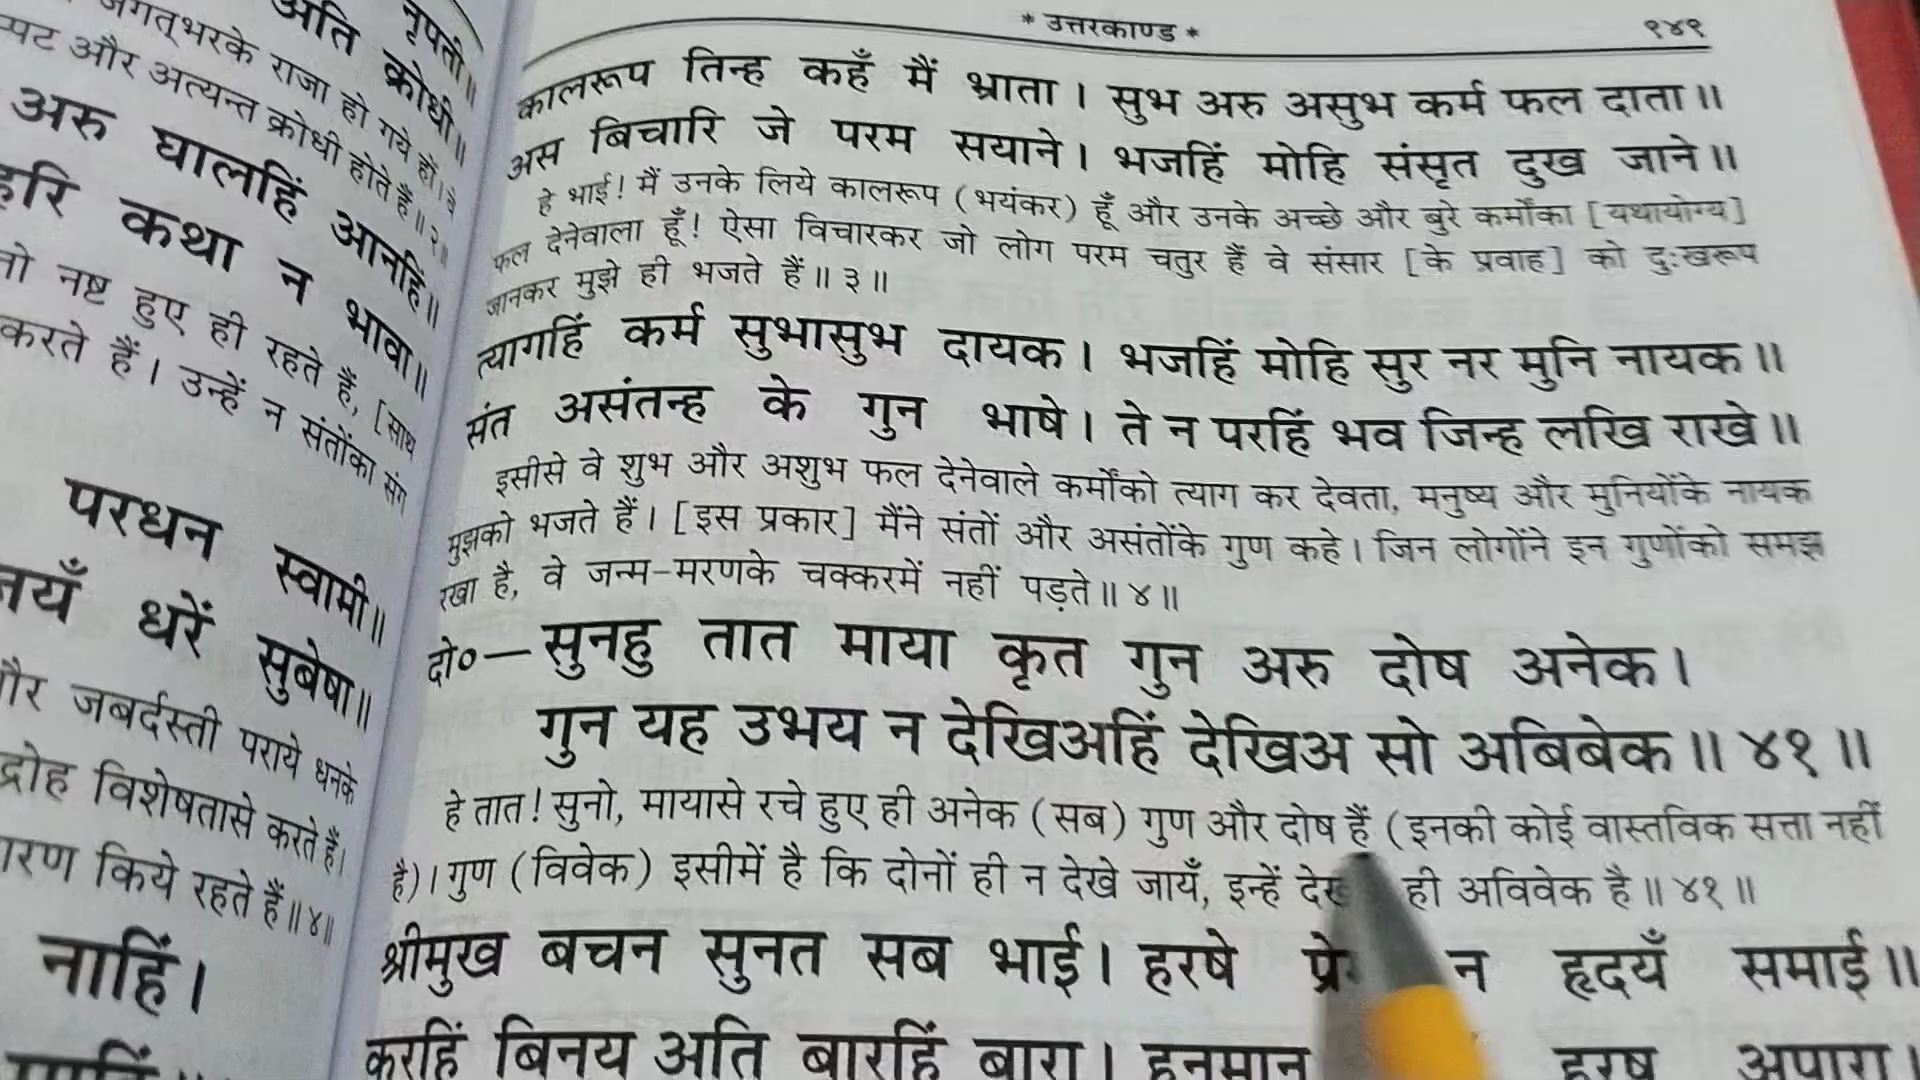 नृपती॥
अति क्रोधी॥
जगत्भरके राजा हो गये हों। वे
और अत्यन्त क्रोधी होते हैं॥ २॥
अरु घालहिं आनहिं॥
हरि कथा न भावा॥
नष्ट हुए ही रहते हैं, [साथ
करते हैं। उन्हें न संतोंका संग
परधन स्वामी॥
धरें सुबेषा॥
और जबर्दस्ती पराये धनके
द्रोह विशेषतासे करते हैं।
किये रहते हैं॥ ४॥
नाहिं।
* उत्तरकाण्ड *
९४९
कालरूप तिन्ह कहँ मैं भ्राता। सुभ अरु असुभ कर्म फल दाता॥
अस बिचारि जे परम सयाने। भजहिं मोहि संसृत दुख जाने॥
हे भाई! मैं उनके लिये कालरूप (भयंकर) हूँ और उनके अच्छे और बुरे कर्मोंका [यथायोग्य]
फल देनेवाला हूँ! ऐसा विचारकर जो लोग परम चतुर हैं वे संसार [के प्रवाह] को दुःखरूप
जानकर मुझे ही भजते हैं॥ ३॥
त्यागहिं कर्म सुभासुभ दायक। भजहिं मोहि सुर नर मुनि नायक॥
संत असंतन्ह के गुन भाषे। ते न परहिं भव जिन्ह लखि राखे॥
इसीसे वे शुभ और अशुभ फल देनेवाले कर्मोंको त्याग कर देवता, मनुष्य और मुनियोंके नायक
मुझको भजते हैं। [इस प्रकार] मैंने संतों और असंतोंके गुण कहे। जिन लोगोंने इन गुणोंको समझ
रखा है, वे जन्म-मरणके चक्करमें नहीं पड़ते॥ ४॥
दो०—सुनहु तात माया कृत गुन अरु दोष अनेक।
गुन यह उभय न देखिअहिं देखिअ सो अबिबेक॥ ४१॥
हे तात! सुनो, मायासे रचे हुए ही अनेक (सब) गुण और दोष हैं (इनकी कोई वास्तविक सत्ता नहीं
है)। गुण (विवेक) इसीमें है कि दोनों ही न देखे जायँ, इन्हें ही अविवेक है॥ ४१॥
श्रीमुख बचन सुनत सब भाई। हरषे न हृदयँ समाई॥
करहिं बिनय अति बारहिं बारा। हनूमान हरष अपारा।